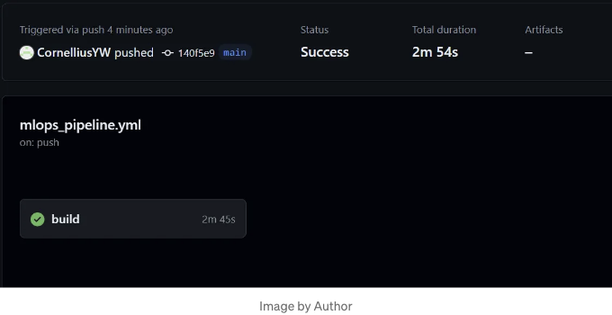 Triggered via push 4 minutes ago
CornelliusYW pushed 140f5e9 main
Status
Success
Total duration
2m 54s
Artifacts
–
mlops_pipeline.yml
on: push
build 2m 45s
Image by Author